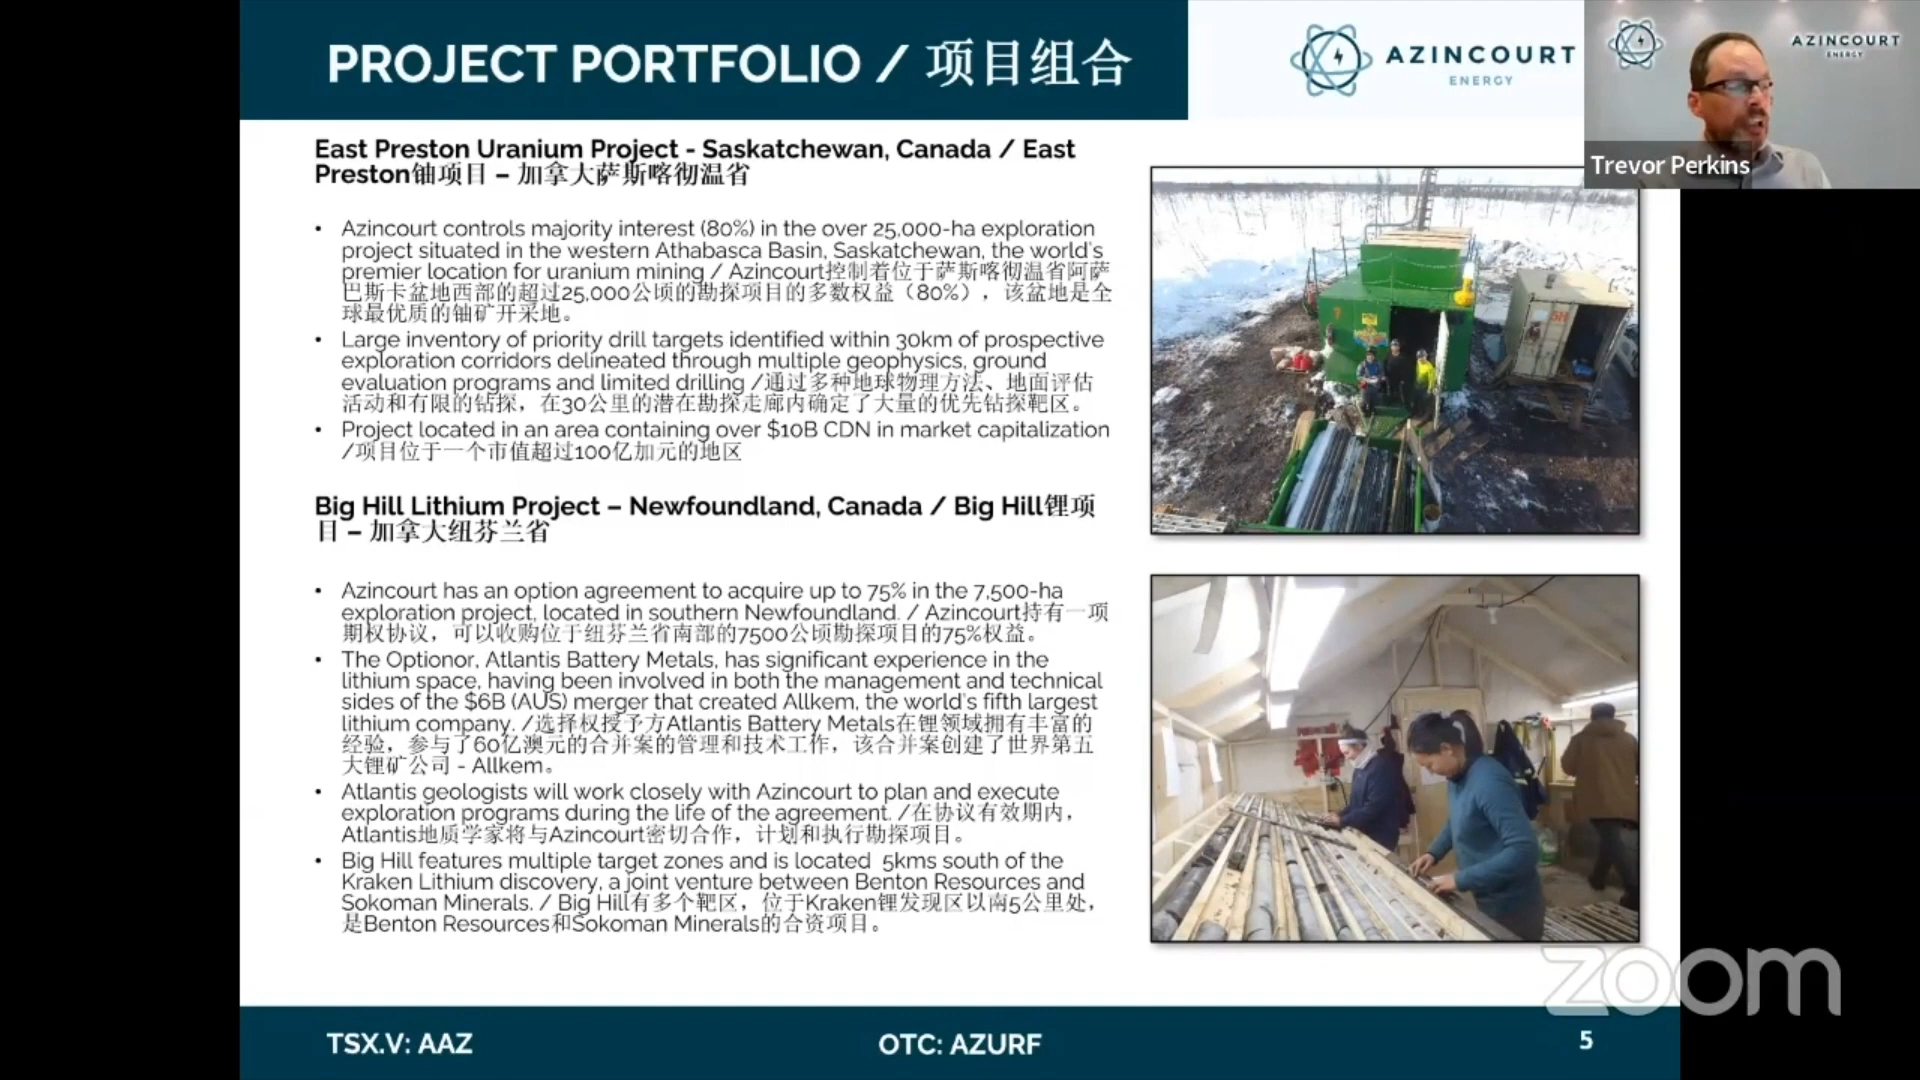 PROJECT PORTFOLIO / 项目组合
AZINCOURT
ENERGY
AZINCOURT
ENERGY
Trevor Perkins
East Preston Uranium Project - Saskatchewan, Canada / East
Preston铀项目 – 加拿大萨斯喀彻温省
• Azincourt controls majority interest (80%) in the over 25,000-ha exploration
project situated in the western Athabasca Basin, Saskatchewan, the world's
premier location for uranium mining / Azincourt控制着位于萨斯喀彻温省阿萨
巴斯卡盆地西部的超过25,000公顷的勘探项目的多数权益（80%），该盆地是全
球最优质的铀矿开采地。
• Large inventory of priority drill targets identified within 30km of prospective
exploration corridors delineated through multiple geophysics, ground
evaluation programs and limited drilling /通过多种地球物理方法、地面评估
活动和有限的钻探，在30公里的潜在勘探走廊内确定了大量的优先钻探靶区。
• Project located in an area containing over $10B CDN in market capitalization
/项目位于一个市值超过100亿加元的地区
Big Hill Lithium Project – Newfoundland, Canada / Big Hill锂项
目 – 加拿大纽芬兰省
• Azincourt has an option agreement to acquire up to 75% in the 7,500-ha
exploration project, located in southern Newfoundland. / Azincourt持有一项
期权协议，可以收购位于纽芬兰省南部的7500公顷勘探项目的75%权益。
• The Optionor, Atlantis Battery Metals, has significant experience in the
lithium space, having been involved in both the management and technical
sides of the $6B (AUS) merger that created Allkem, the world's fifth largest
lithium company. /选择权授予方Atlantis Battery Metals在锂领域拥有丰富的
经验，参与了60亿澳元的合并案的管理和技术工作，该合并案创建了世界第五
大锂矿公司 - Allkem。
• Atlantis geologists will work closely with Azincourt to plan and execute
exploration programs during the life of the agreement. /在协议有效期内，
Atlantis地质学家将与Azincourt密切合作，计划和执行勘探项目。
• Big Hill features multiple target zones and is located 5kms south of the
Kraken Lithium discovery, a joint venture between Benton Resources and
Sokoman Minerals. / Big Hill有多个靶区，位于Kraken锂发现区以南5公里处，
是Benton Resources和Sokoman Minerals的合资项目。
zoom
TSX.V: AAZ
OTC: AZURF
5